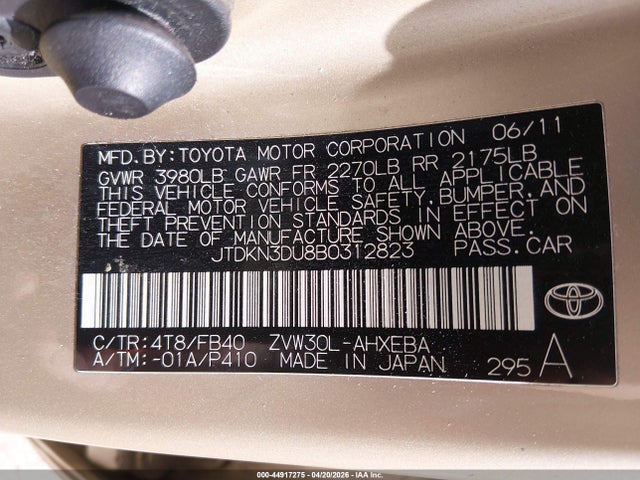 MFD. BY: TOYOTA MOTOR CORPORATION 06/11
GVWR 3980LB GAWR FR 2270LB RR 2175LB
THIS VEHICLE CONFORMS TO ALL APPLICABLE
FEDERAL MOTOR VEHICLE SAFETY, BUMPER, AND
THEFT PREVENTION STANDARDS IN EFFECT ON
THE DATE OF MANUFACTURE SHOWN ABOVE.
JTDKN3DU8B0312823 PASS. CAR
C/TR: 4T8/FB40 ZVW30L-AHXEBA
A/TM: -01A/P410 MADE IN JAPAN 295 A
000-44917275 - 04/20/2026 - IAA Inc.